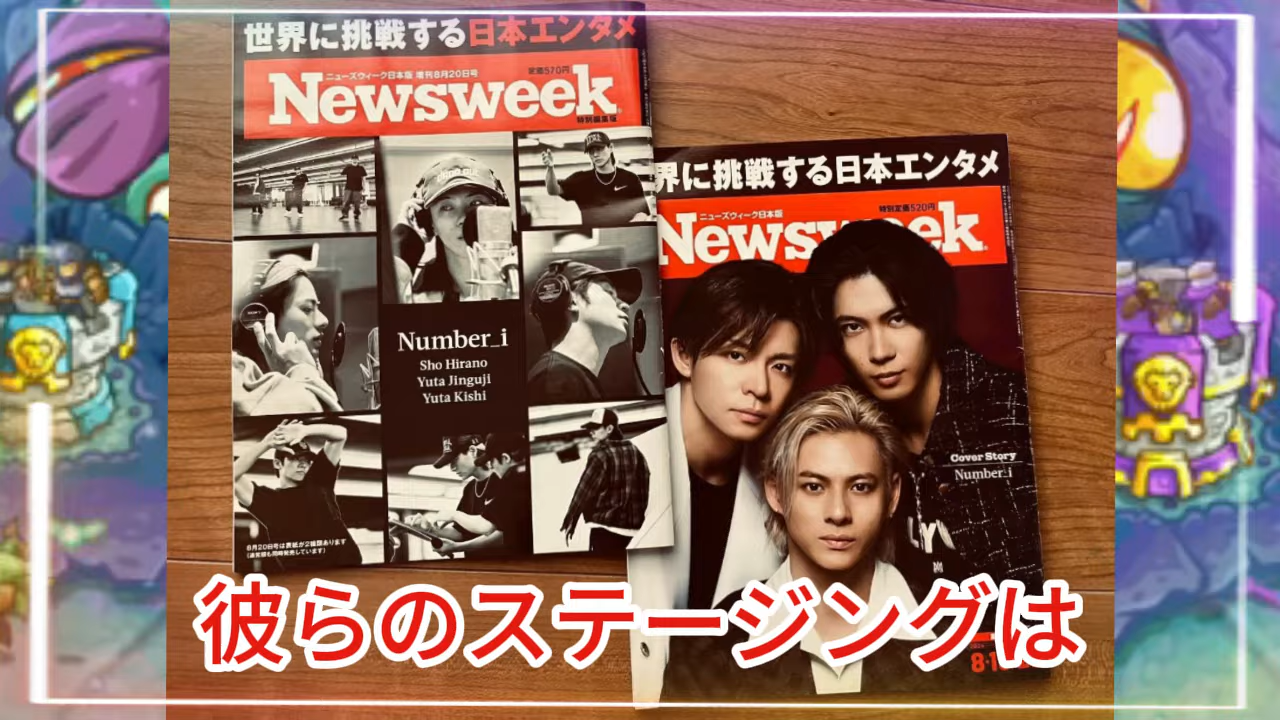 世界に挑戦する日本エンタメ
ニューズウィーク日本版 増刊8月20日号
定価570円
Newsweek
特別編集版
Number_i
Sho Hirano
Yuta Jinguji
Yuta Kishi
8月20日号は表紙が2種類あります
界に挑戦する日本エンタメ
ニューズウィーク日本版
特別定価520円
Newsweek
Cover Story
Number_i
彼らのステージングは